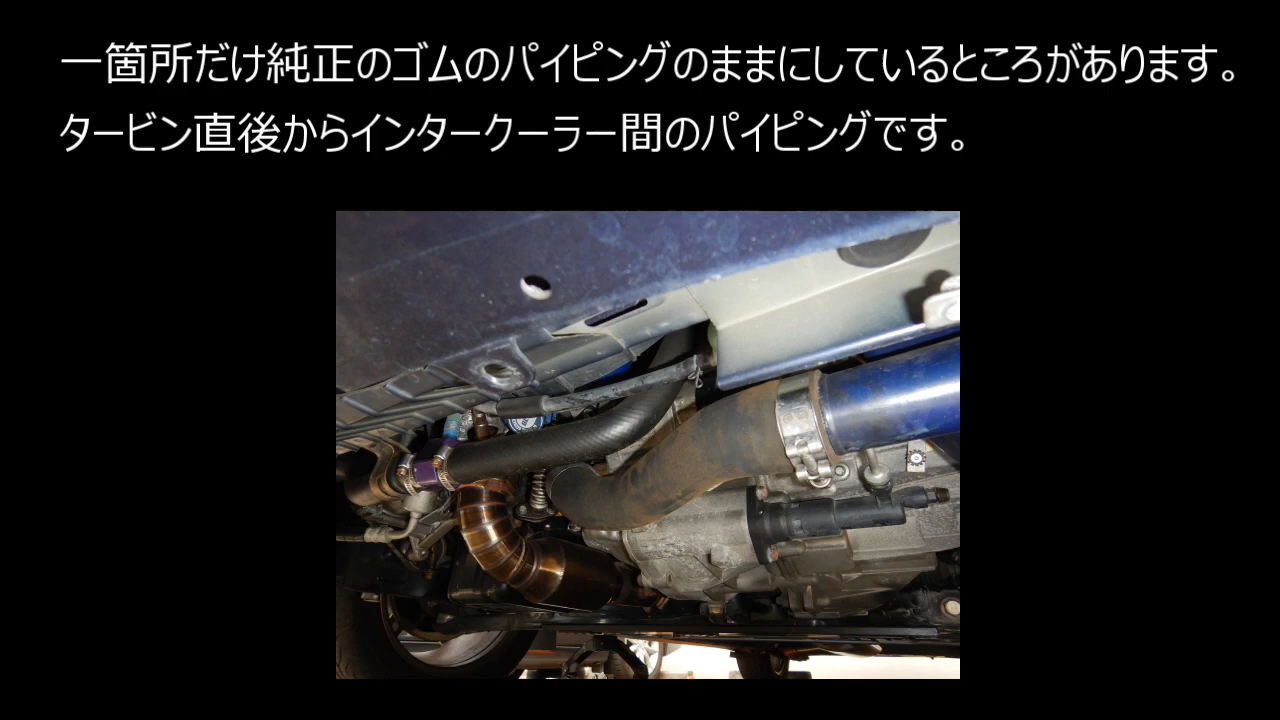 一箇所だけ純正のゴムのパイピングのままにしているところがあります。
タービン直後からインタークーラー間のパイピングです。